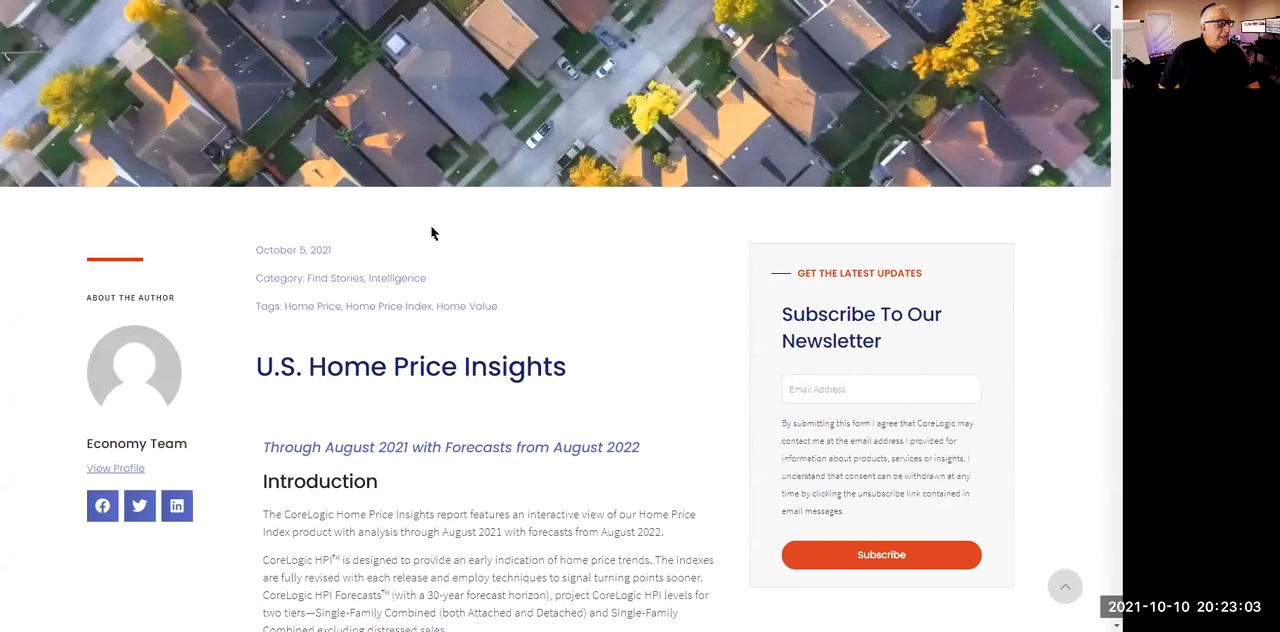 October 5, 2021
Category: Find Stories, Intelligence
Tags: Home Price, Home Price Index, Home Value
ABOUT THE AUTHOR
Economy Team
View Profile
U.S. Home Price Insights
Through August 2021 with Forecasts from August 2022
Introduction
The CoreLogic Home Price Insights report features an interactive view of our Home Price
Index product with analysis through August 2021 with forecasts from August 2022.
CoreLogic HPI™ is designed to provide an early indication of home price trends. The indexes
are fully revised with each release and employ techniques to signal turning points sooner.
CoreLogic HPI Forecasts™ (with a 30-year forecast horizon), project CoreLogic HPI levels for
two tiers—Single-Family Combined (both Attached and Detached) and Single-Family
Combined excluding distressed sales.
GET THE LATEST UPDATES
Subscribe To Our
Newsletter
Email Address
By submitting this form I agree that CoreLogic may
contact me at the email address I provided for
information about products, services or insights. I
understand that consent can be withdrawn at any
time by clicking the unsubscribe link contained in
email messages.
Subscribe
2021-10-10 20:23:03